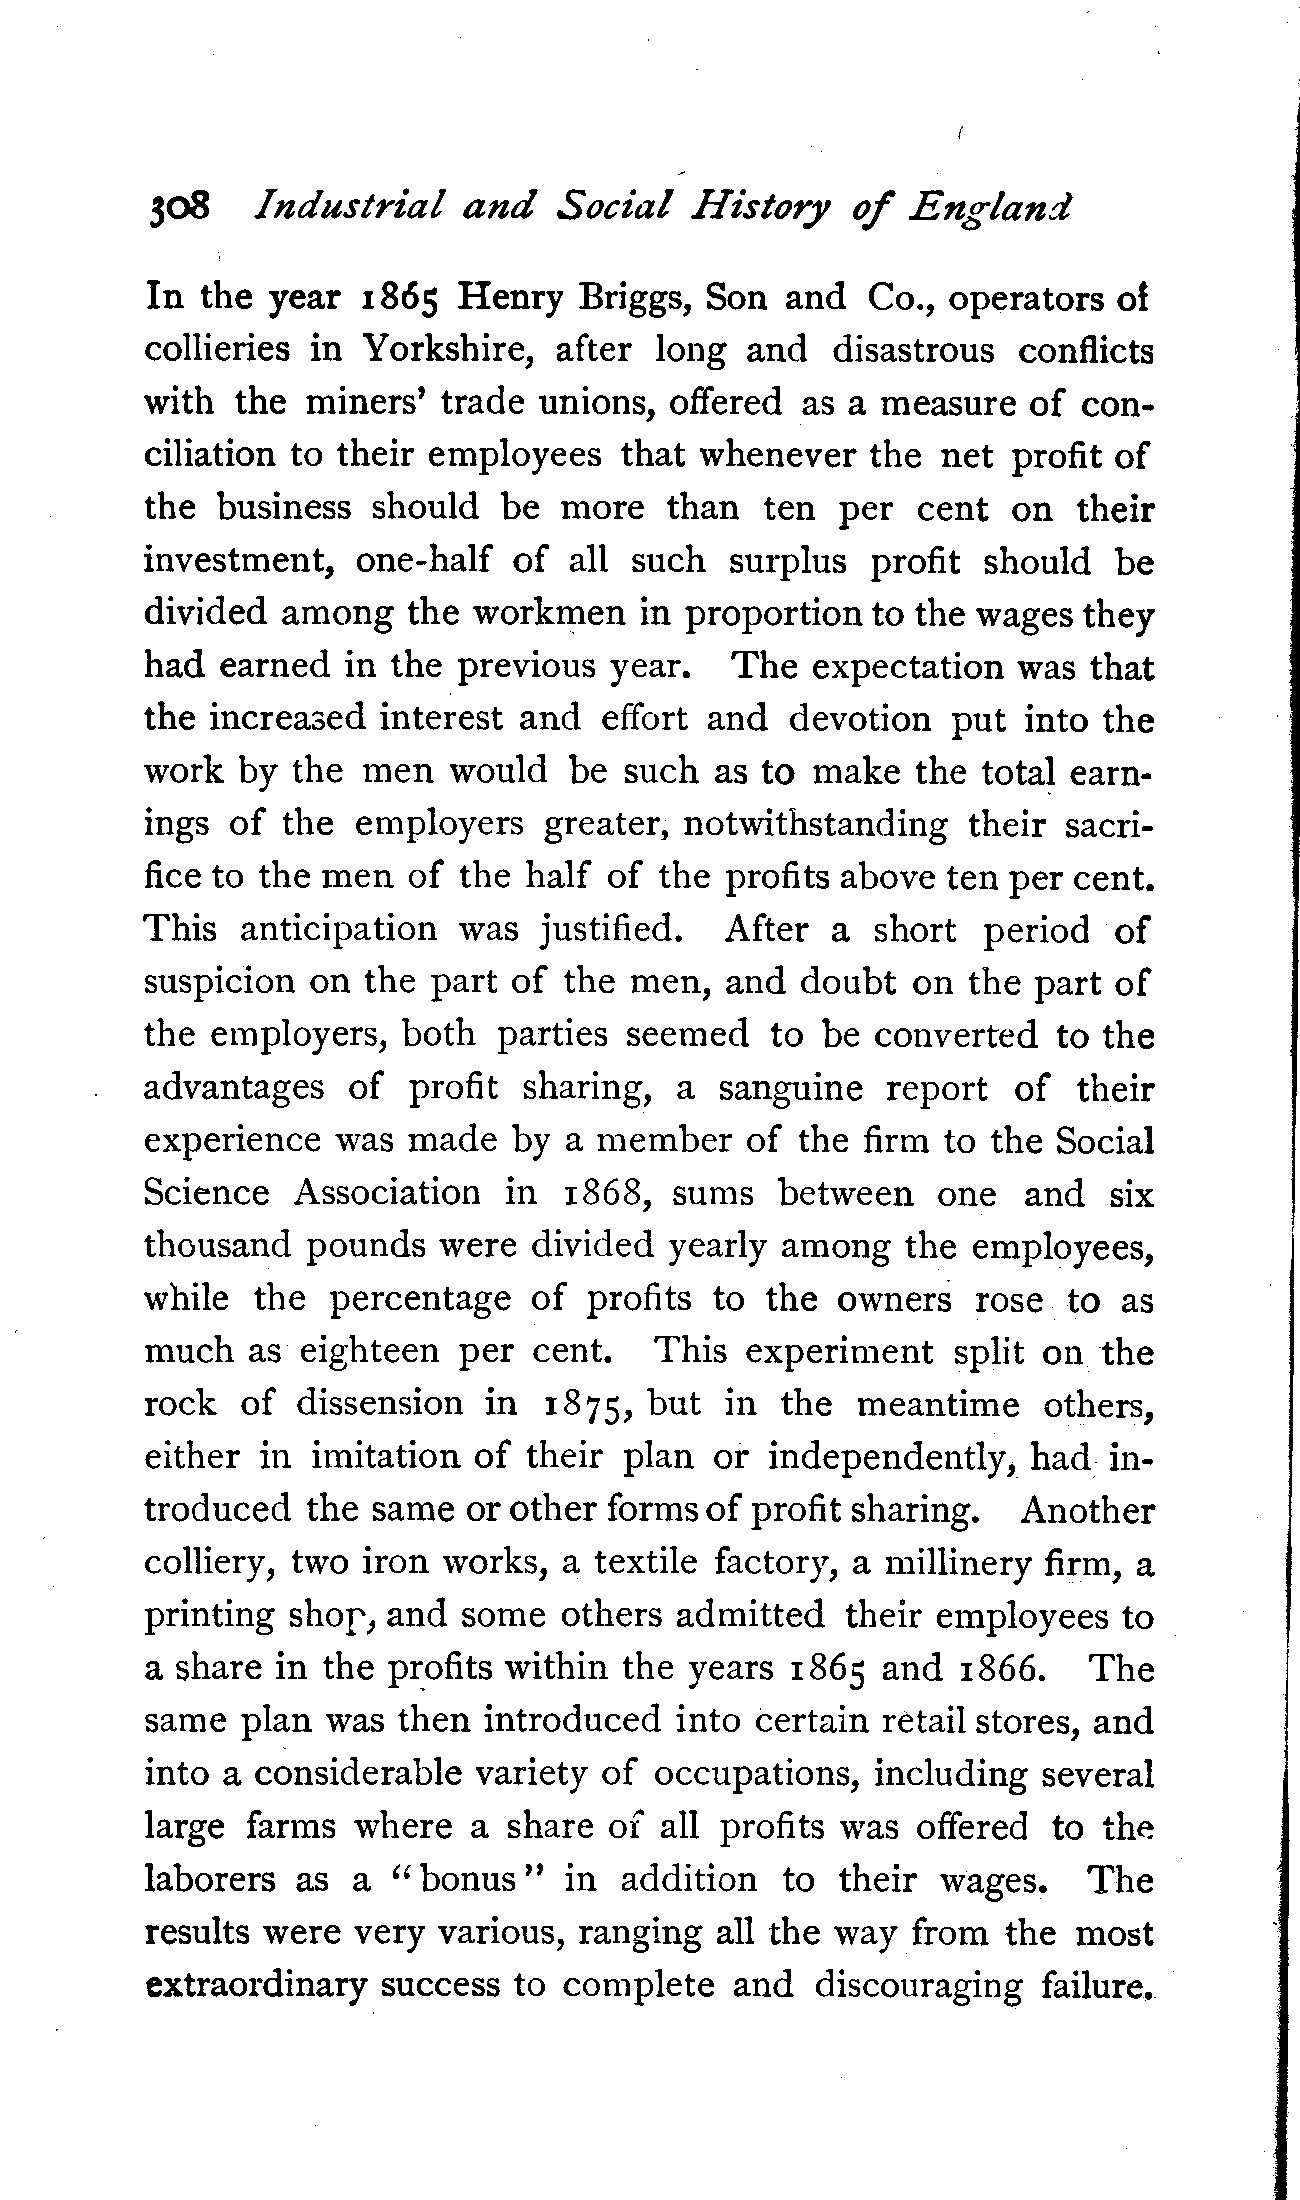 308 Industrial and Social History of England
In the year 1865 Henry Briggs, Son and Co., operators of
collieries in Yorkshire, after long and disastrous conflicts
with the miners' trade unions, offered as a measure of con-
ciliation to their employees that whenever the net profit of
the business should be more than ten per cent on their
investment, one-half of all such surplus profit should be
divided among the workmen in proportion to the wages they
had earned in the previous year. The expectation was that
the increased interest and effort and devotion put into the
work by the men would be such as to make the total earn-
ings of the employers greater, notwithstanding their sacri-
fice to the men of the half of the profits above ten per cent.
This anticipation was justified. After a short period of
suspicion on the part of the men, and doubt on the part of
the employers, both parties seemed to be converted to the
advantages of profit sharing, a sanguine report of their
experience was made by a member of the firm to the Social
Science Association in 1868, sums between one and six
thousand pounds were divided yearly among the employees,
while the percentage of profits to the owners rose to as
much as eighteen per cent. This experiment split on the
rock of dissension in 1875, but in the meantime others,
either in imitation of their plan or independently, had in-
troduced the same or other forms of profit sharing. Another
colliery, two iron works, a textile factory, a millinery firm, a
printing shop, and some others admitted their employees to
a share in the profits within the years 1865 and 1866. The
same plan was then introduced into certain retail stores, and
into a considerable variety of occupations, including several
large farms where a share of all profits was offered to the
laborers as a "bonus" in addition to their wages. The
results were very various, ranging all the way from the most
extraordinary success to complete and discouraging failure.